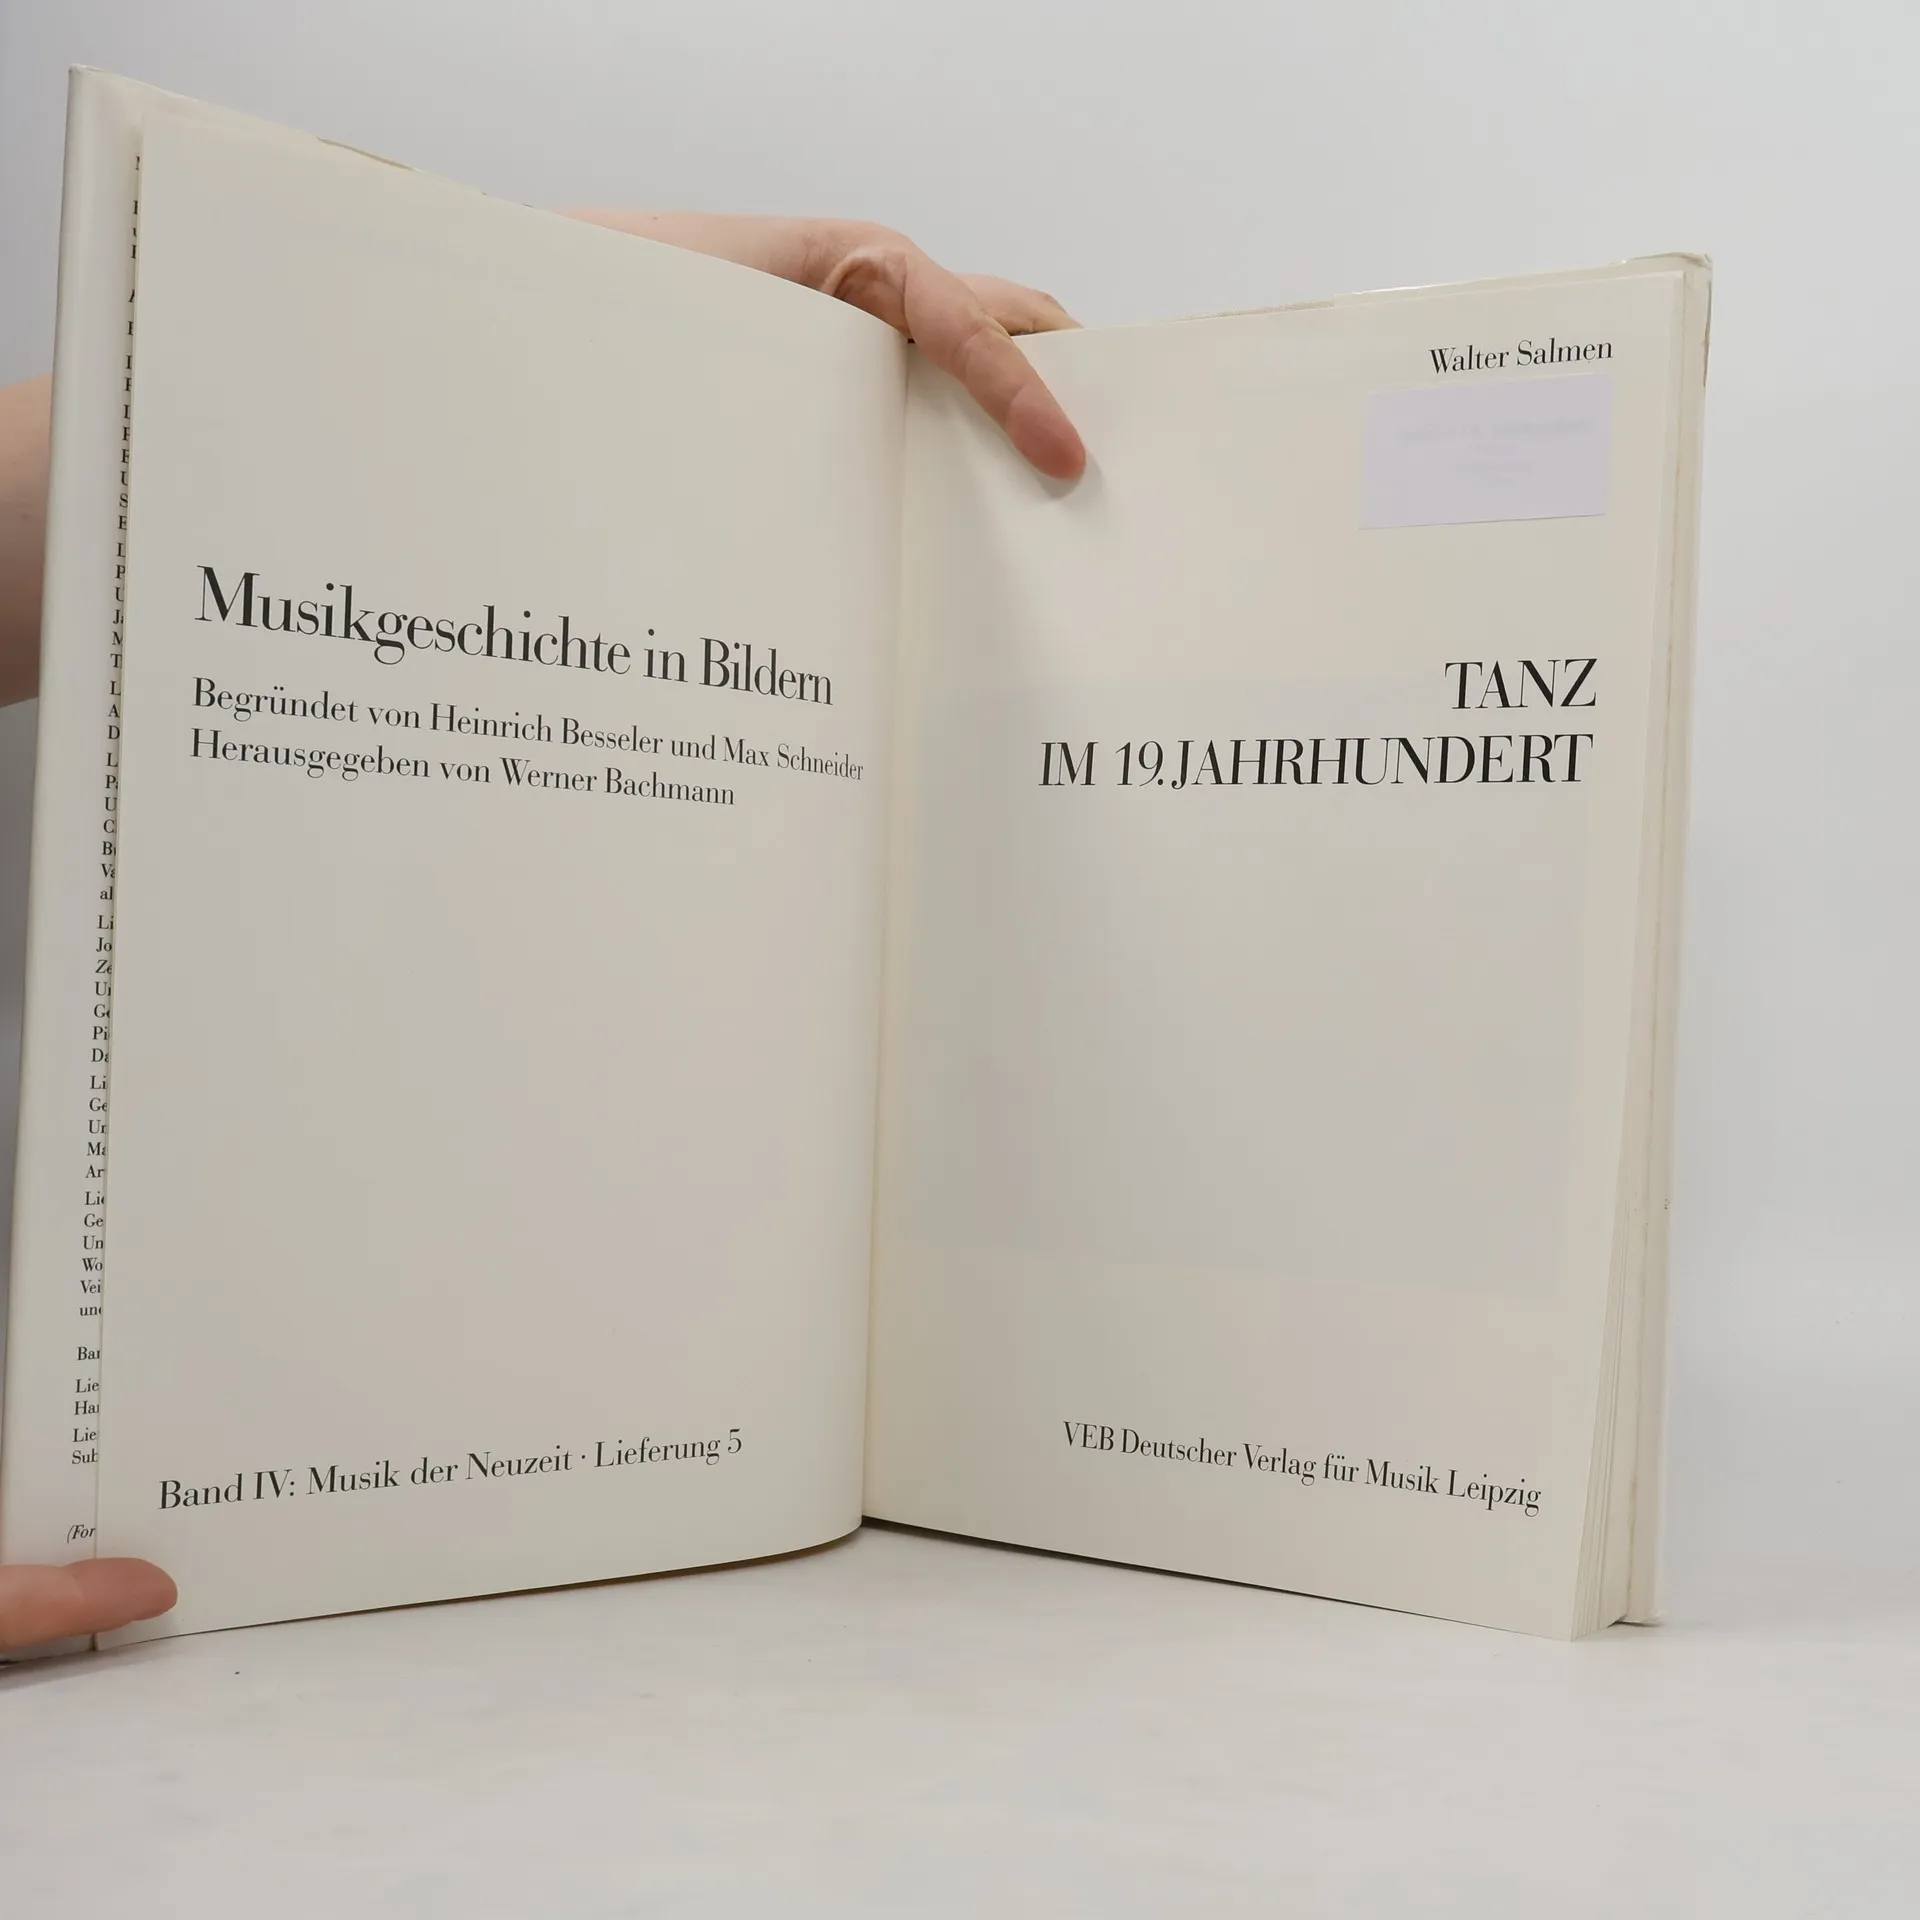 Musikgeschichte in Bildern
Begründet von Heinrich Besseler und Max Schneider
Herausgegeben von Werner Bachmann
Band IV: Musik der Neuzeit · Lieferung 5
Walter Salmen
TANZ
IM 19. JAHRHUNDERT
VEB Deutscher Verlag für Musik Leipzig